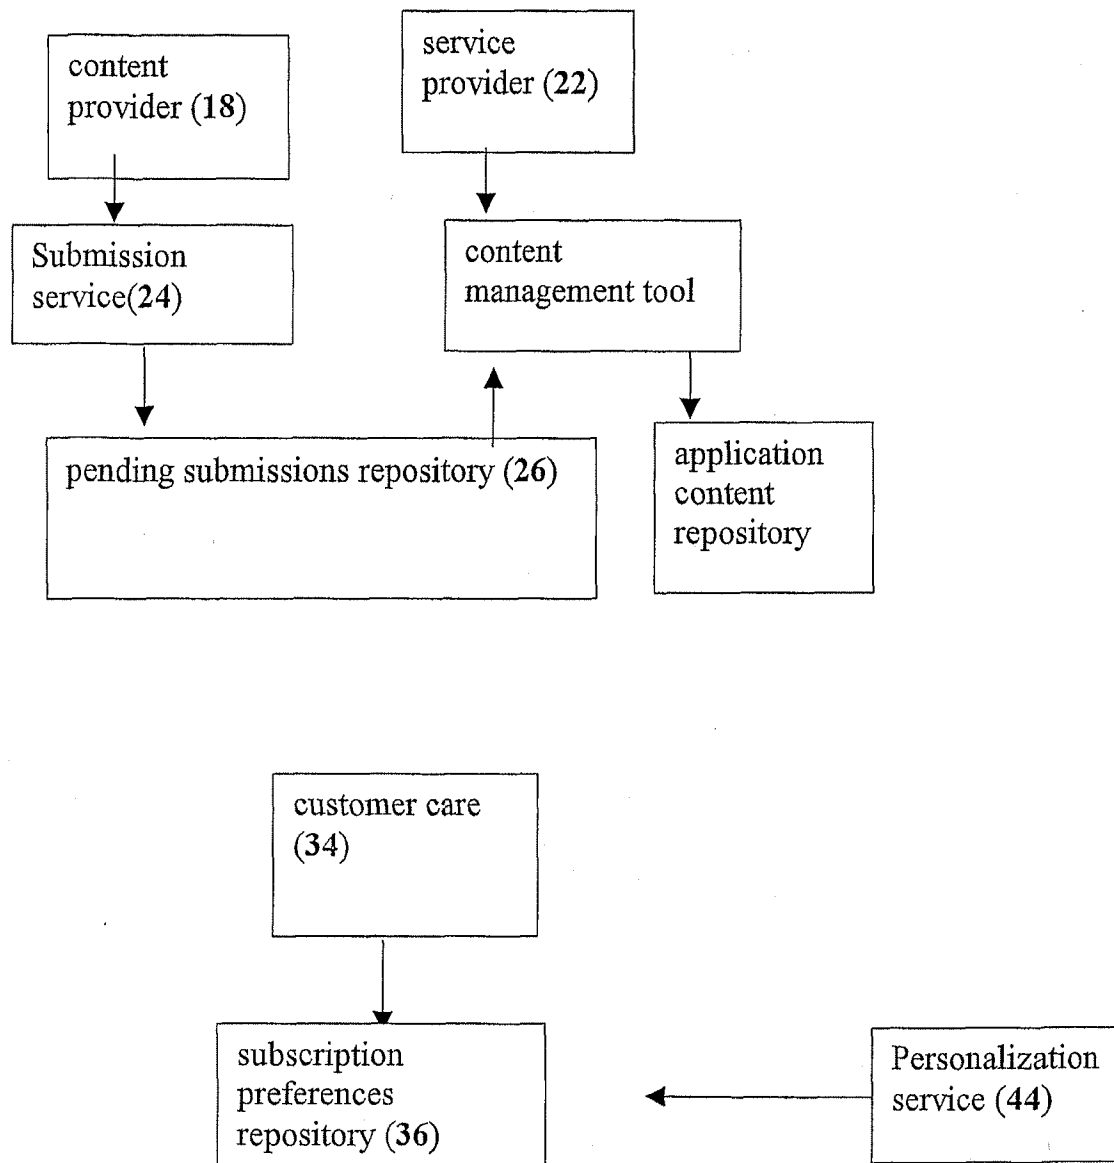 content
provider (18)
service
provider (22)
Submission
service(24)
content
management tool
pending submissions repository (26)
application
content
repository
customer care
(34)
subscription
preferences
repository (36)
Personalization
service (44)